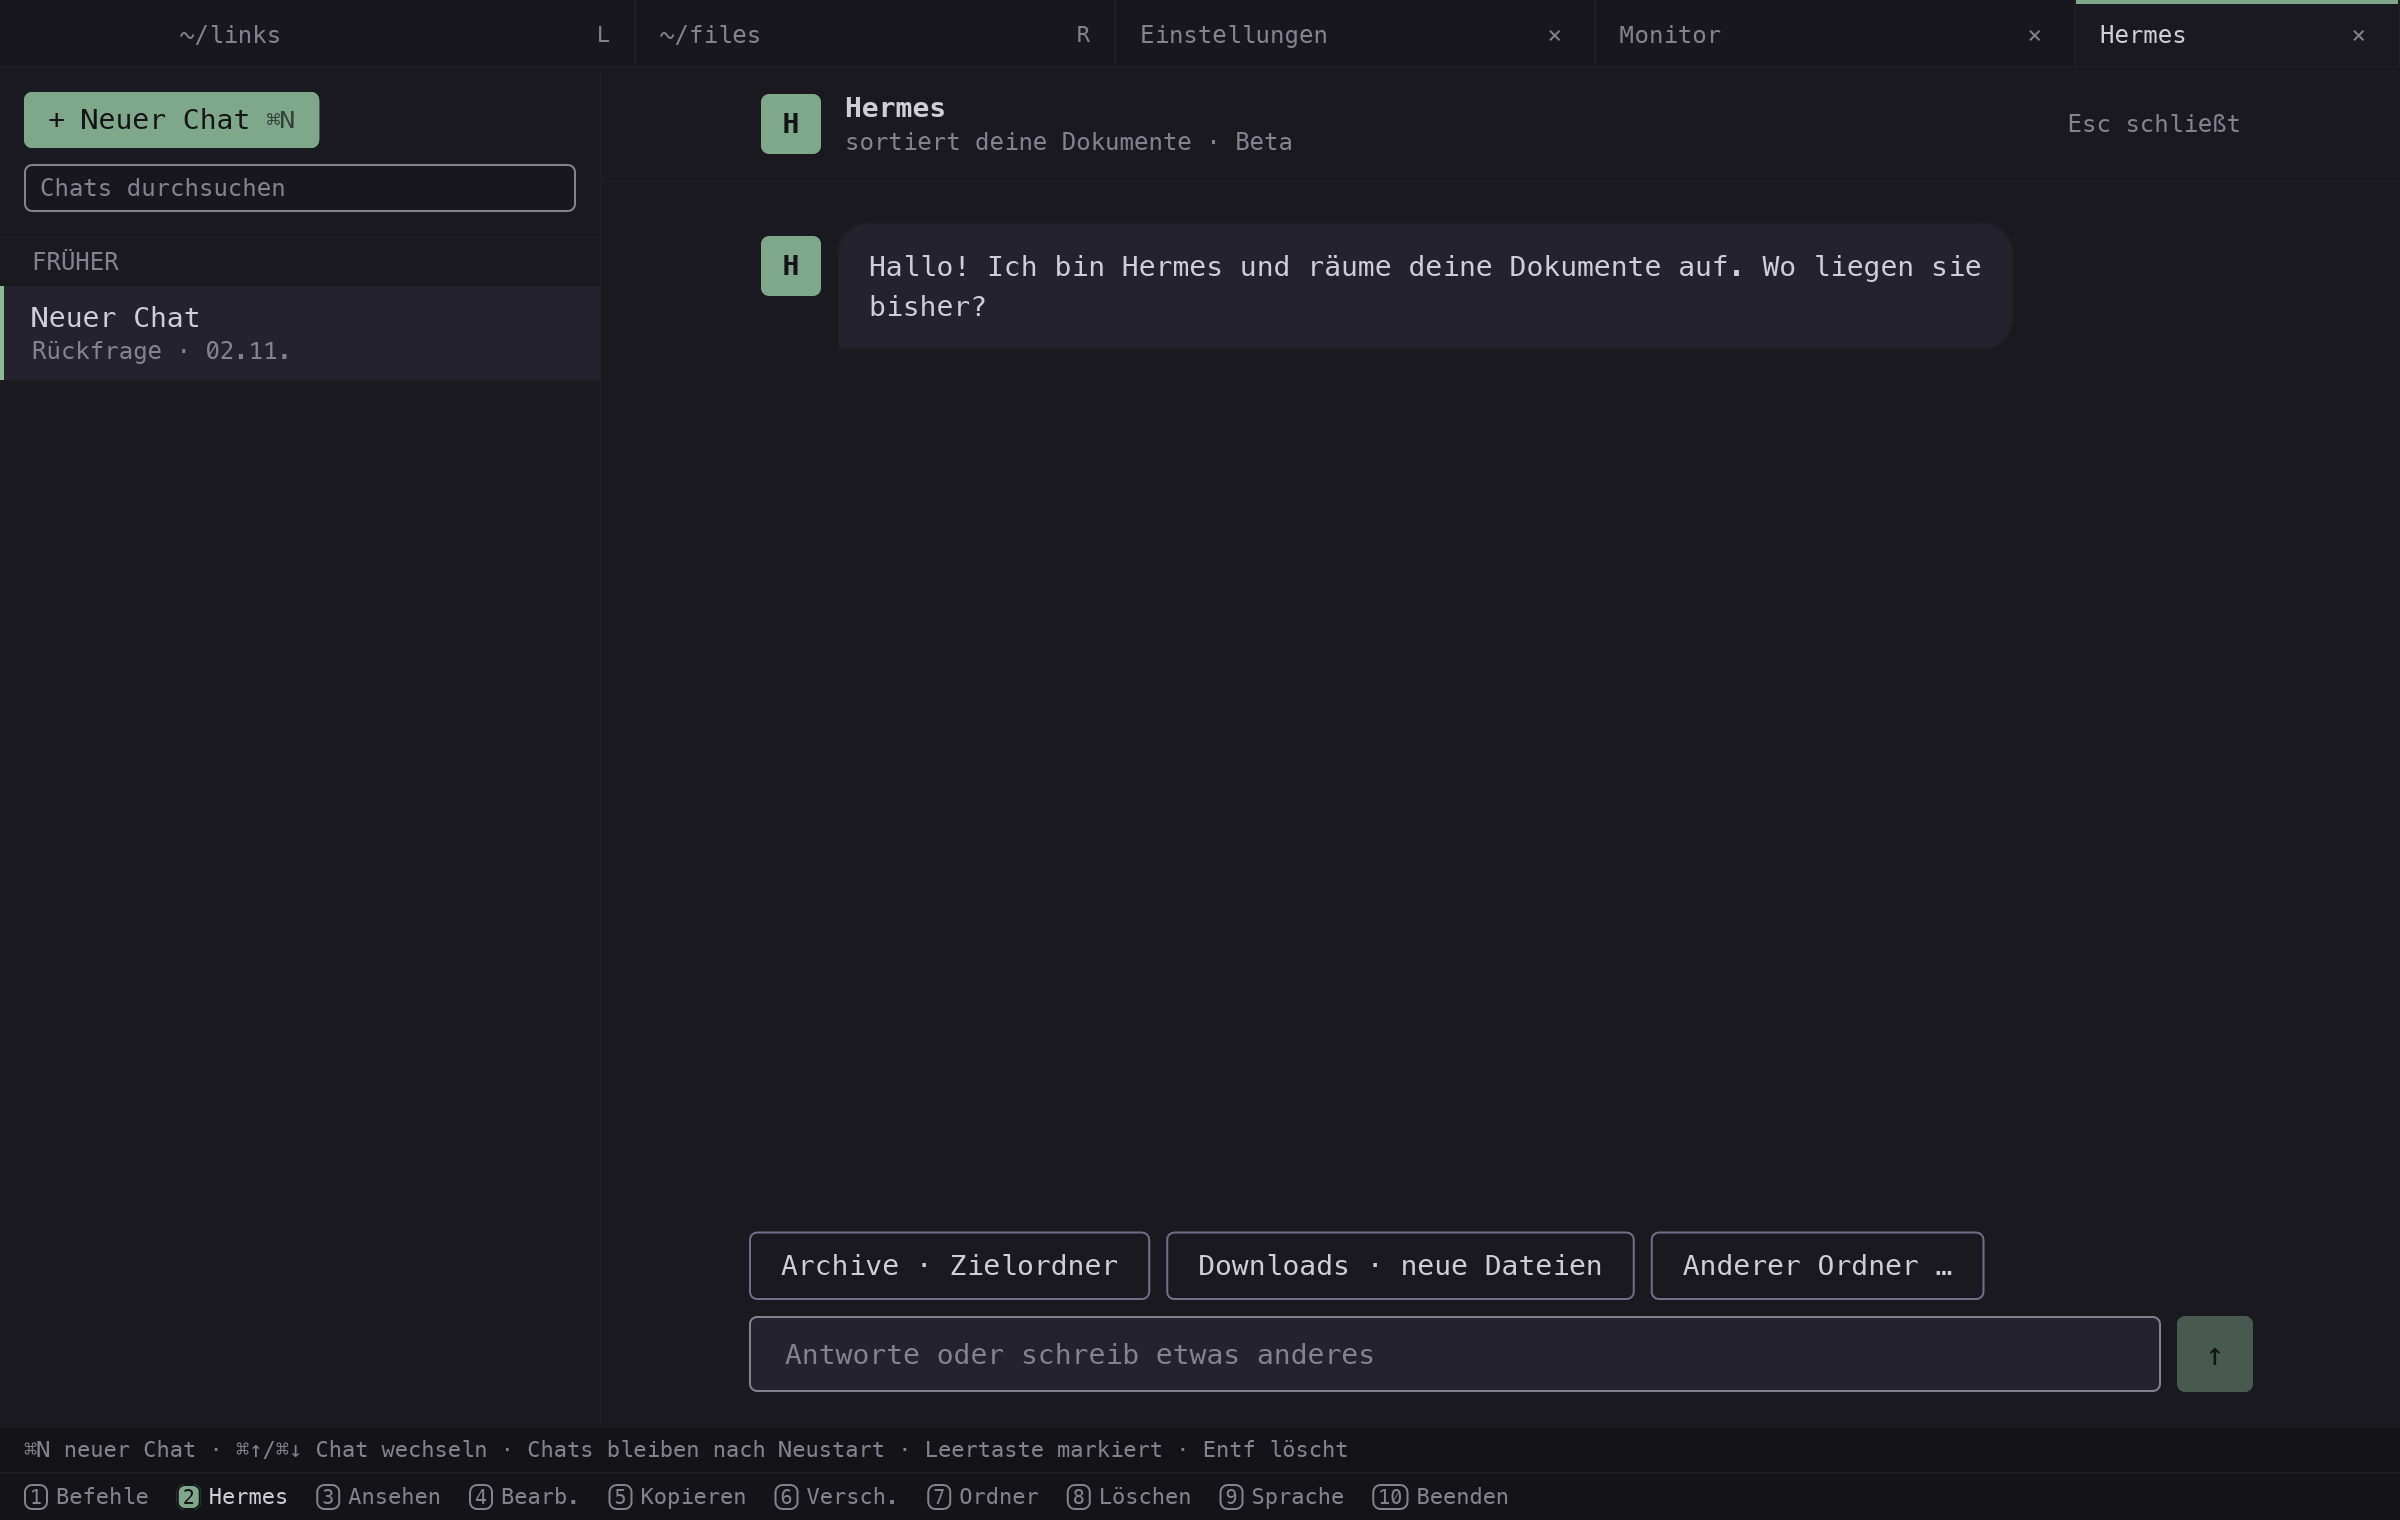 ~/links L ~/files R Einstellungen × Monitor × Hermes ×
+ Neuer Chat ⌘N
Chats durchsuchen
FRÜHER
Neuer Chat
Rückfrage · 02.11.
H Hermes
sortiert deine Dokumente · Beta
Esc schließt
H
Hallo! Ich bin Hermes und räume deine Dokumente auf. Wo liegen sie
bisher?
Archive · Zielordner Downloads · neue Dateien Anderer Ordner …
Antworte oder schreib etwas anderes ↑
⌘N neuer Chat · ⌘↑/⌘↓ Chat wechseln · Chats bleiben nach Neustart · Leertaste markiert · Entf löscht
1 Befehle 2 Hermes 3 Ansehen 4 Bearb. 5 Kopieren 6 Versch. 7 Ordner 8 Löschen 9 Sprache 10 Beenden